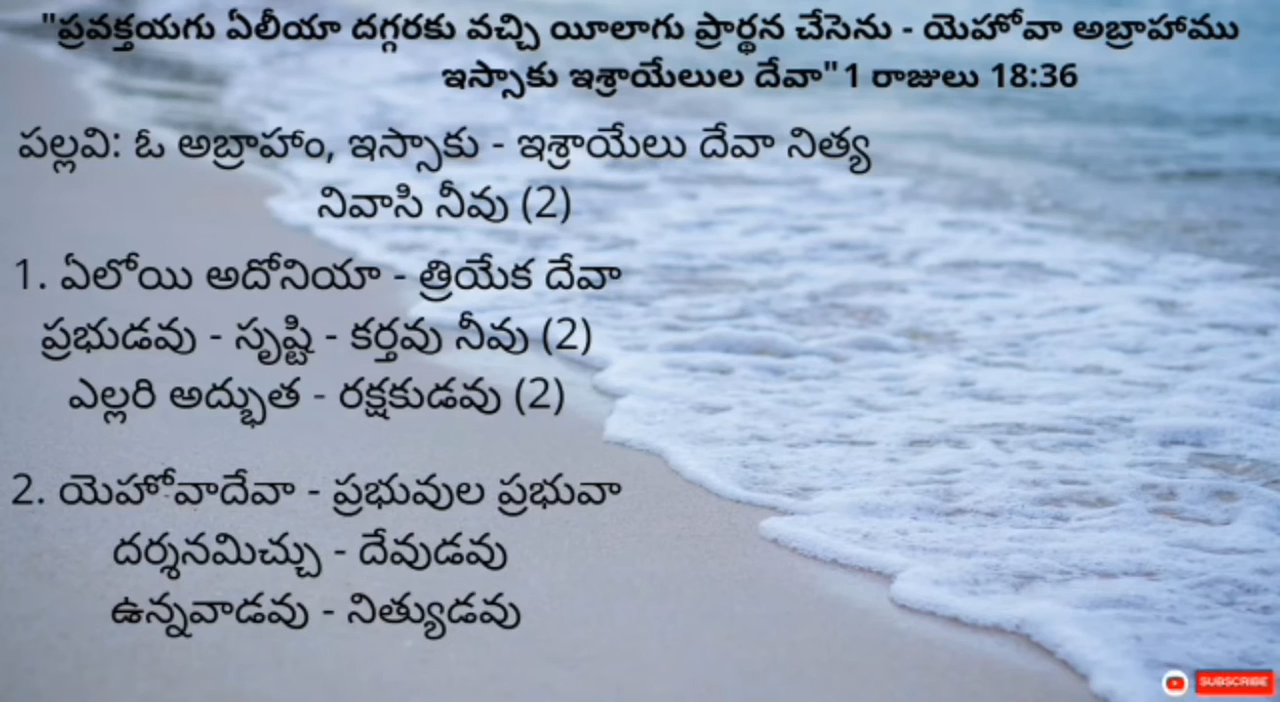 "ప్రవక్తయగు ఏలీయా దగ్గరకు వచ్చి యీలాగు ప్రార్థన చేసెను - యెహోవా అబ్రాహాము
ఇస్సాకు ఇశ్రాయేలుల దేవా" 1 రాజులు 18:36
పల్లవి: ఓ అబ్రాహాం, ఇస్సాకు - ఇశ్రాయేలు దేవా నిత్య
నివాసి నీవు (2)
1. ఏలోయి అదోనియా - త్రియేక దేవా
ప్రభుడవు - సృష్టి - కర్తవు నీవు (2)
ఎల్లరి అద్భుత - రక్షకుడవు (2)
2. యెహోవాదేవా - ప్రభువుల ప్రభువా
దర్శనమిచ్చు - దేవుడవు
ఉన్నవాడవు - నిత్యుడవు
SUBSCRIBE